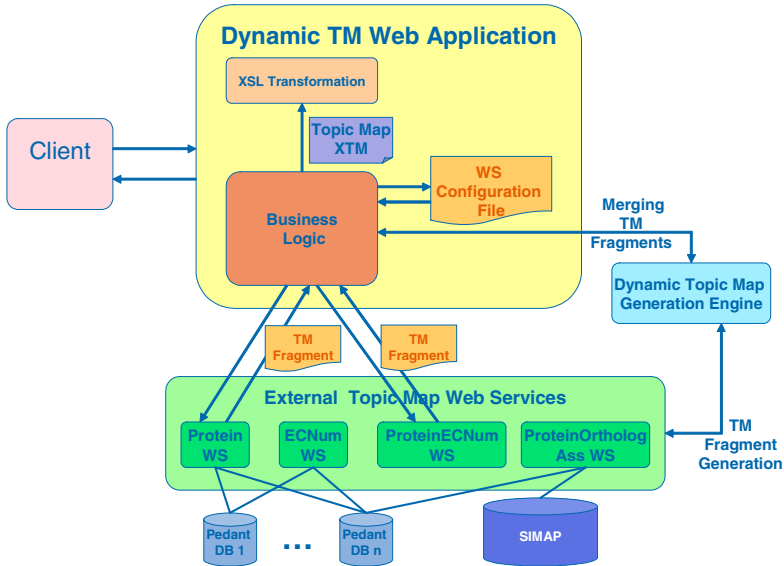 Dynamic TM Web Application
XSL Transformation
Client
Topic Map
XTM
WS
Configuration
File
Business
Logic
Merging
TM
Fragments
Dynamic Topic Map
Generation Engine
TM
Fragment
TM
Fragment
External Topic Map Web Services
Protein
WS
ECNum
WS
ProteinECNum
WS
ProteinOrtholog
Ass WS
TM
Fragment
Generation
Pedant
DB 1
...
Pedant
DB n
SIMAP